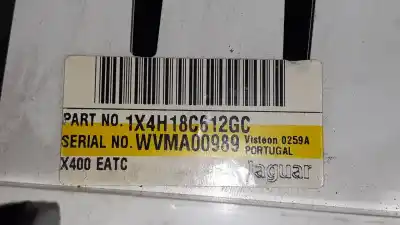 PART NO. 1X4H18C612GC
SERIAL NO. WVMA00989 Visteon 0259A
PORTUGAL
X400 EATC
Jaguar